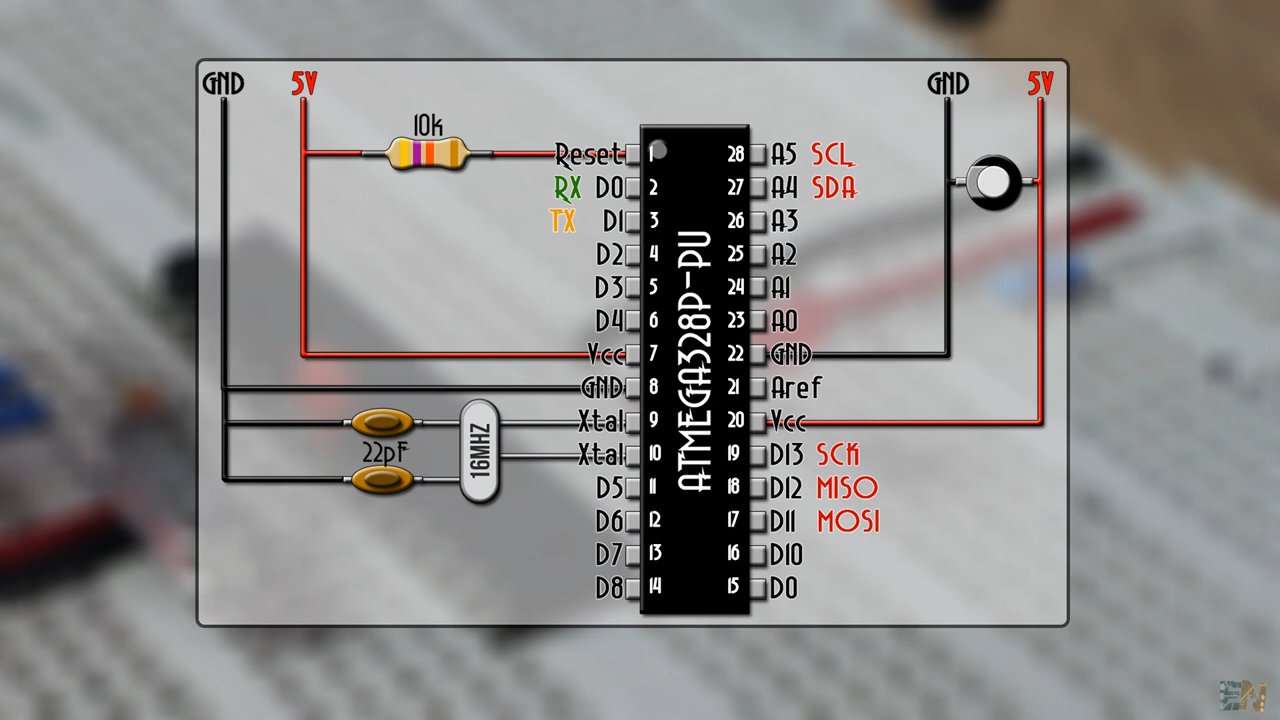 GND 5V GND 5V
10k
Reset 1 28 A5 SCL
RX D0 2 27 A4 SDA
TX D1 3 26 A3
D2 4 25 A2
D3 5 24 A1
D4 6 23 A0
Vcc 7 22 GND
GND 8 21 Aref
Xtal 9 20 Vcc
22pF
16MHZ
Xtal 10 19 D13 SCK
D5 11 18 D12 MISO
D6 12 17 D11 MOSI
D7 13 16 D10
D8 14 15 D0
ATMEGA328P-PU
EN